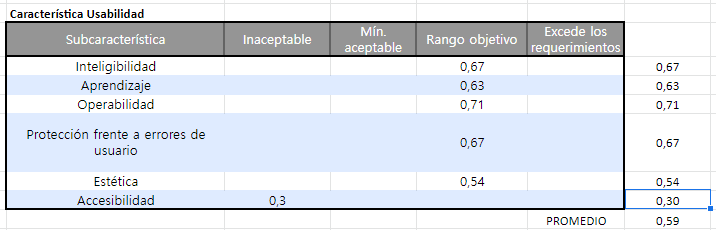 Característica Usabilidad
Subcaracterística Inaceptable Mín. aceptable Rango objetivo Excede los requerimientos
Inteligibilidad 0,67 0,67
Aprendizaje 0,63 0,63
Operabilidad 0,71 0,71
Protección frente a errores de usuario 0,67 0,67
Estética 0,54 0,54
Accesibilidad 0,3 0,30
PROMEDIO 0,59